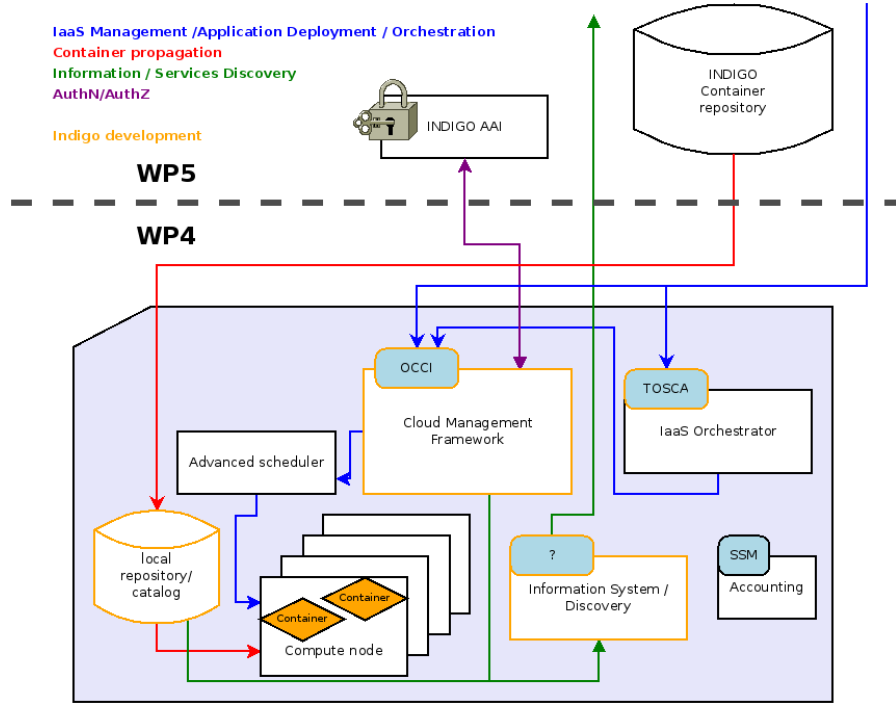 IaaS Management /Application Deployment / Orchestration
Container propagation
Information / Services Discovery
AuthN/AuthZ
Indigo development
INDIGO
Container
repository
INDIGO AAI
WP5
WP4
OCCI
Cloud Management
Framework
TOSCA
IaaS Orchestrator
Advanced scheduler
local
repository/
catalog
Container
Container
Compute node
?
Information System /
Discovery
SSM
Accounting